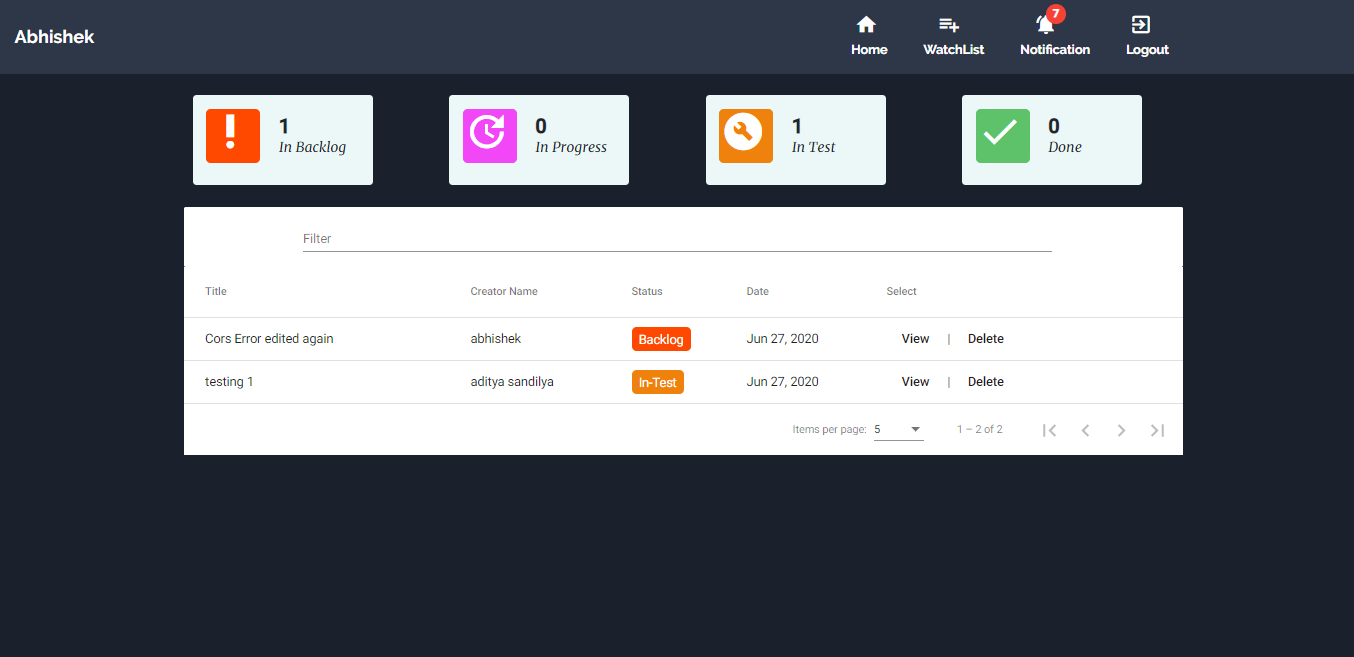 Abhishek
7
Home WatchList Notification Logout
1 0 1 0
In Backlog In Progress In Test Done
Filter
Title Creator Name Status Date Select
Cors Error edited again abhishek Backlog Jun 27, 2020 View | Delete
testing 1 aditya sandilya In-Test Jun 27, 2020 View | Delete
Items per page: 5 1 – 2 of 2